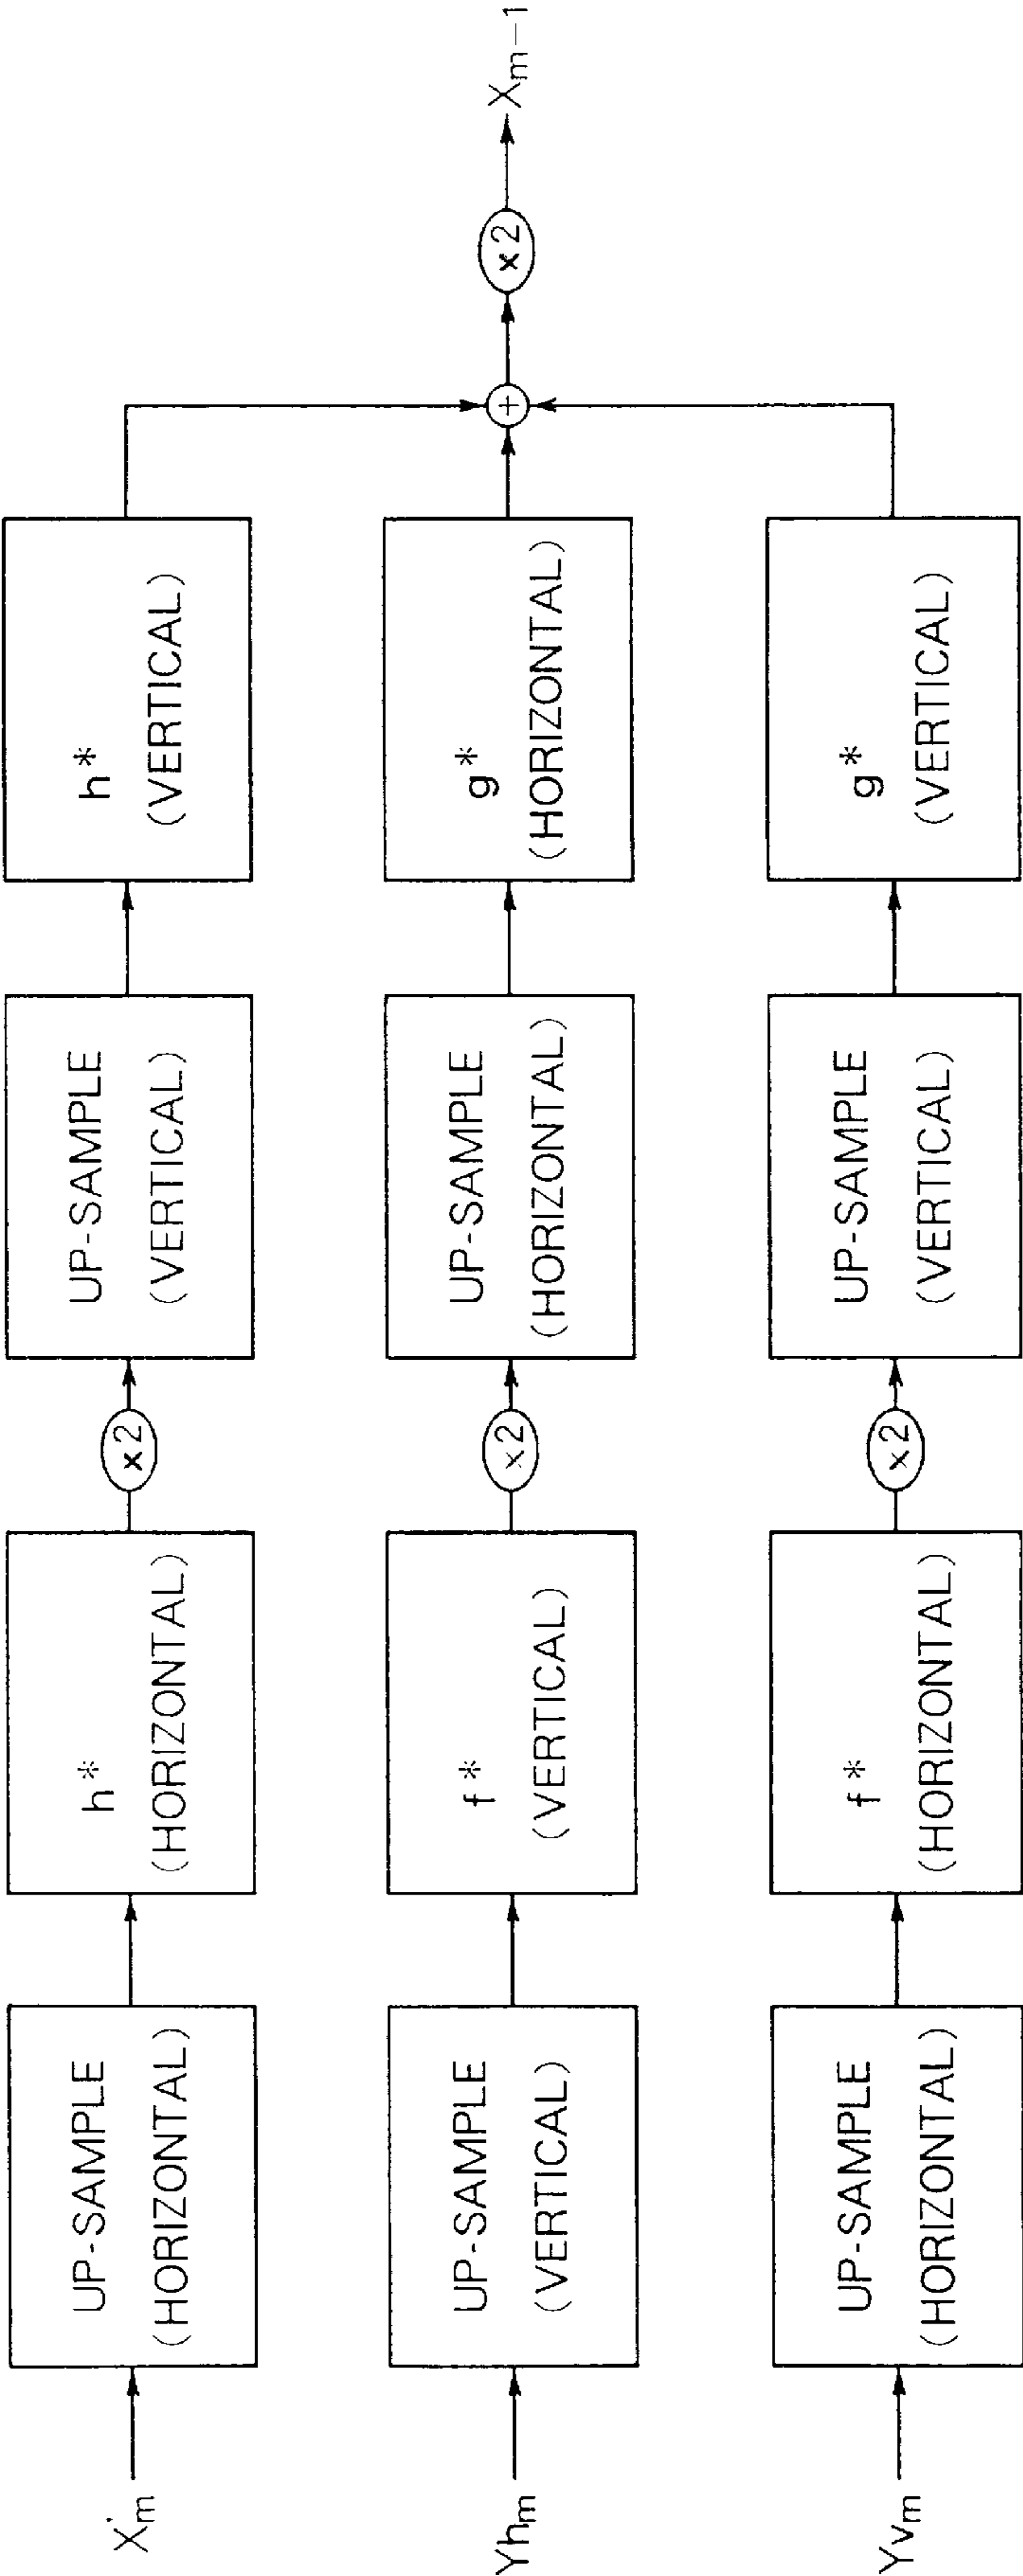 X'm
UP-SAMPLE
(HORIZONTAL)
h*
(HORIZONTAL)
×2
UP-SAMPLE
(VERTICAL)
h*
(VERTICAL)
Yhm
UP-SAMPLE
(VERTICAL)
f*
(VERTICAL)
×2
UP-SAMPLE
(HORIZONTAL)
g*
(HORIZONTAL)
+
×2
Xm-1
Yvm
UP-SAMPLE
(HORIZONTAL)
f*
(HORIZONTAL)
×2
UP-SAMPLE
(VERTICAL)
g*
(VERTICAL)